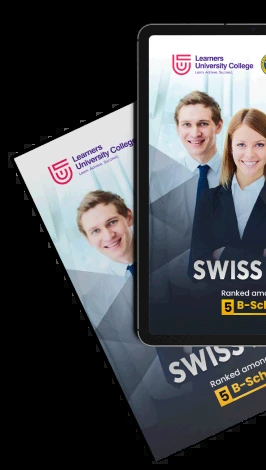 Learners
University College
Learn. Achieve. Succeed.
SWISS
Ranked amo
5 B-Sch
Learners
University College
Learn. Achieve. Succeed.
SWISS
Ranked amon
5 B-Sch